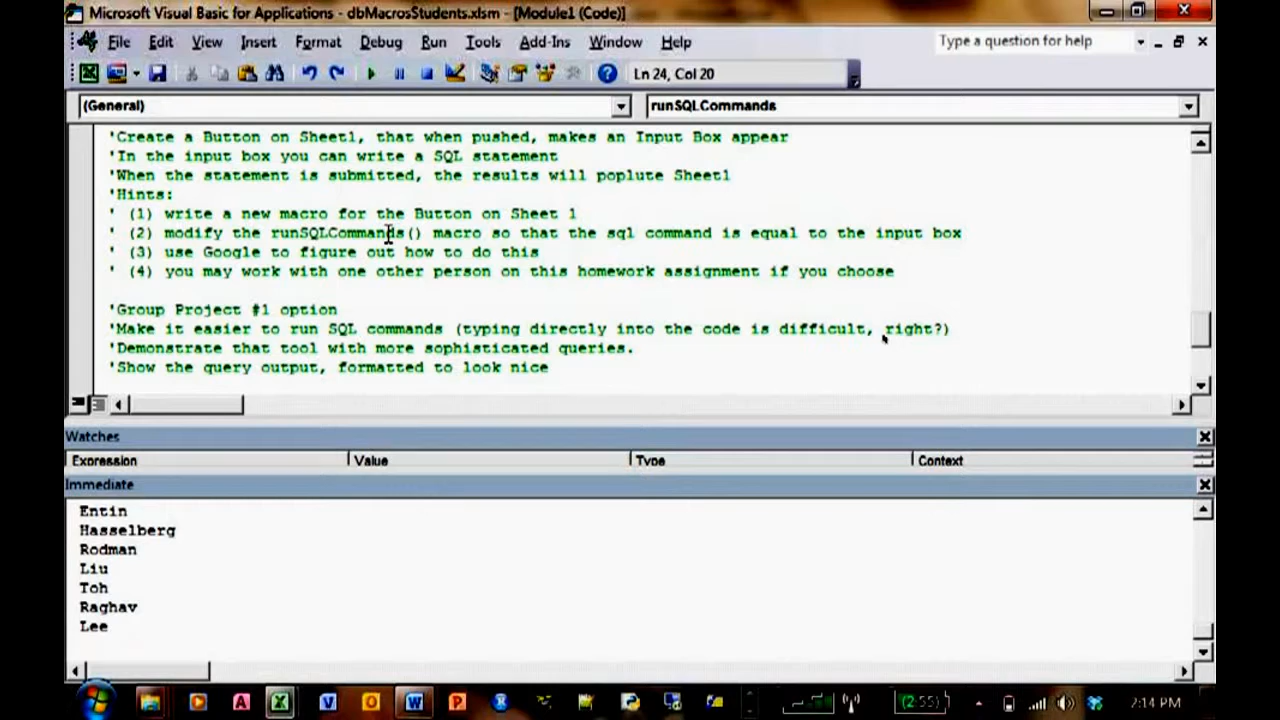 Microsoft Visual Basic for Applications - dbMacrosStudents.xlsm - [Module1 (Code)]
File Edit View Insert Format Debug Run Tools Add-Ins Window Help
Type a question for help
Ln 24, Col 20
(General)
runSQLCommands
'Create a Button on Sheet1, that when pushed, makes an Input Box appear
'In the input box you can write a SQL statement
'When the statement is submitted, the results will poplute Sheet1
'Hints:
' (1) write a new macro for the Button on Sheet 1
' (2) modify the runSQLCommands() macro so that the sql command is equal to the input box
' (3) use Google to figure out how to do this
' (4) you may work with one other person on this homework assignment if you choose
'Group Project #1 option
'Make it easier to run SQL commands (typing directly into the code is difficult, right?)
'Demonstrate that tool with more sophisticated queries.
'Show the query output, formatted to look nice
Watches
Expression Value Type Context
Immediate
Entin
Hasselberg
Rodman
Liu
Toh
Raghav
Lee
(2:55)
2:14 PM